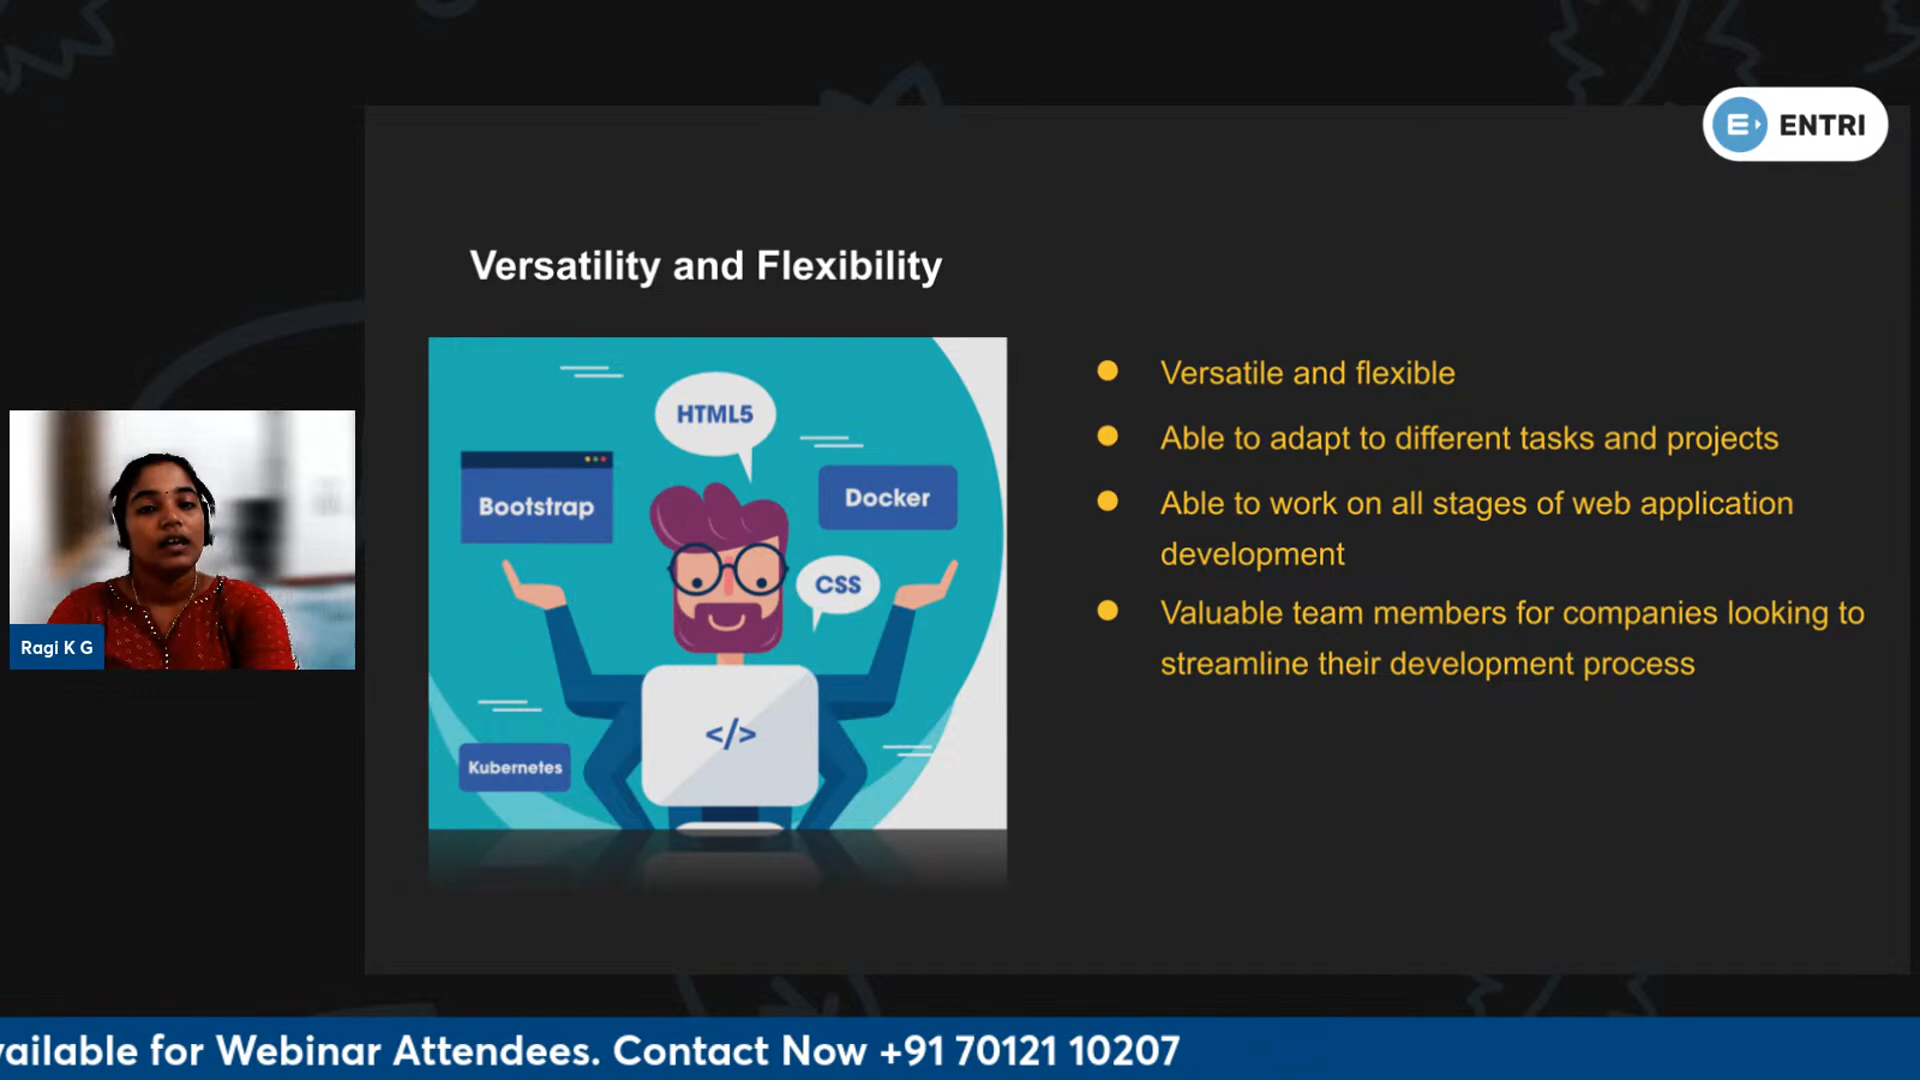 ENTRI
Versatility and Flexibility
HTML5
Bootstrap
Docker
CSS
</>
Kubernetes
Versatile and flexible
Able to adapt to different tasks and projects
Able to work on all stages of web application
development
Valuable team members for companies looking to
streamline their development process
Ragi K G
for Webinar Attendees. Contact Now +91 70121 10207